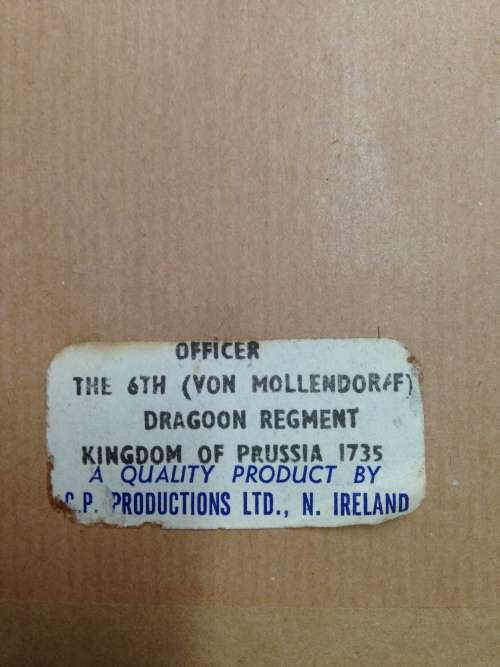 OFFICER
THE 6TH (VON MOLLENDORFF)
DRAGOON REGMENT
KINGDOM OF PRUSSIA 1735
A QUALITY PRODUCT BY
C.P. PRODUCTIONS LTD., N. IRELAND